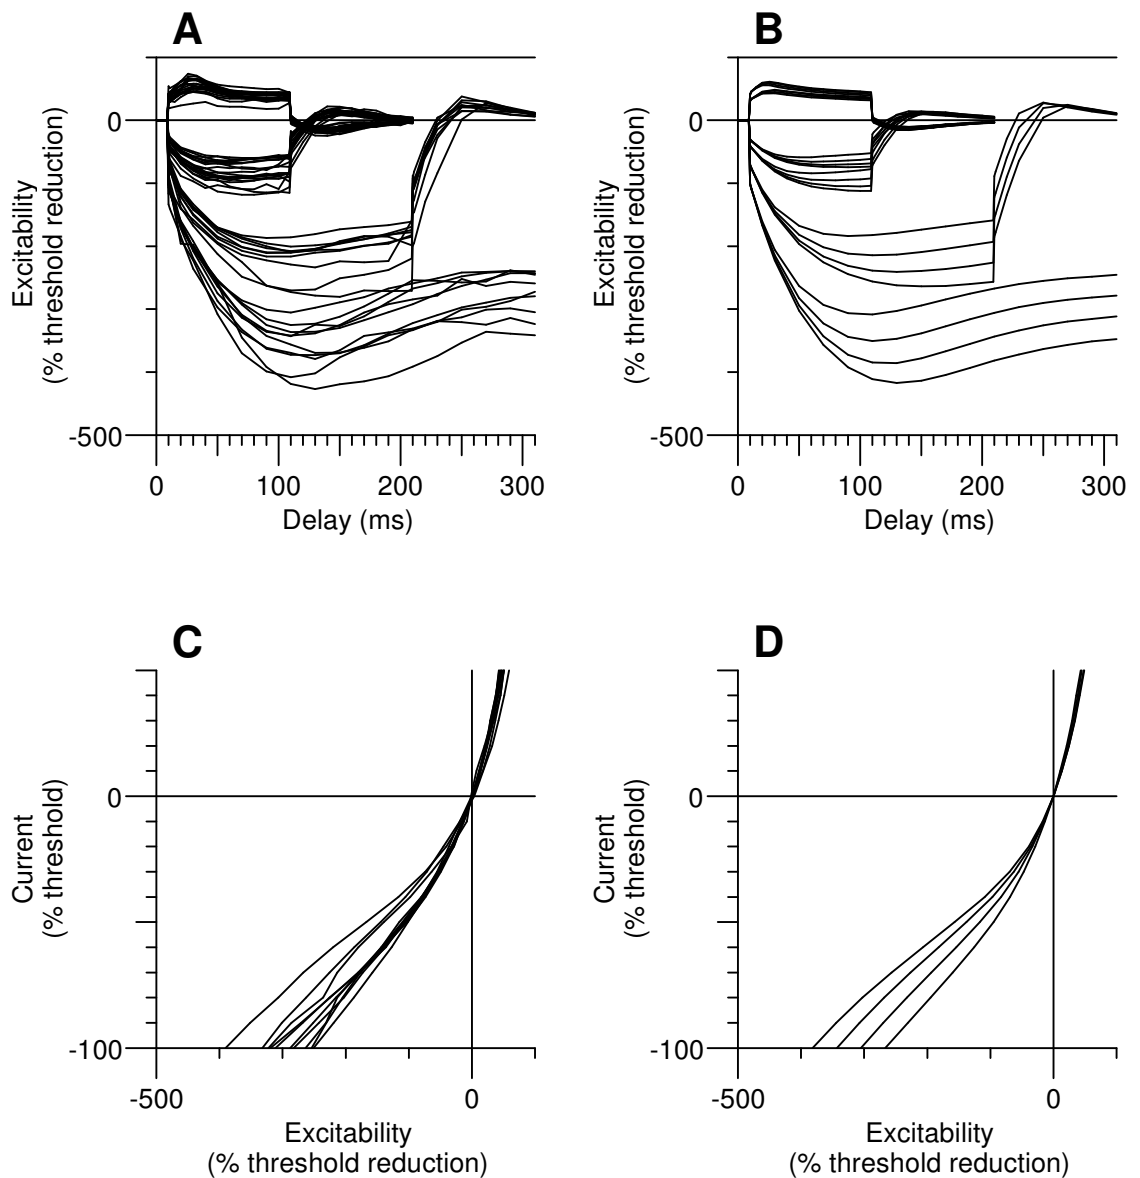 A
B
0
-500
Excitability
(% threshold reduction)
0 100 200 300
Delay (ms)
0
-500
Excitability
(% threshold reduction)
0 100 200 300
Delay (ms)
C
D
0
-100
Current
(% threshold)
-500 0
Excitability
(% threshold reduction)
0
-100
Current
(% threshold)
-500 0
Excitability
(% threshold reduction)